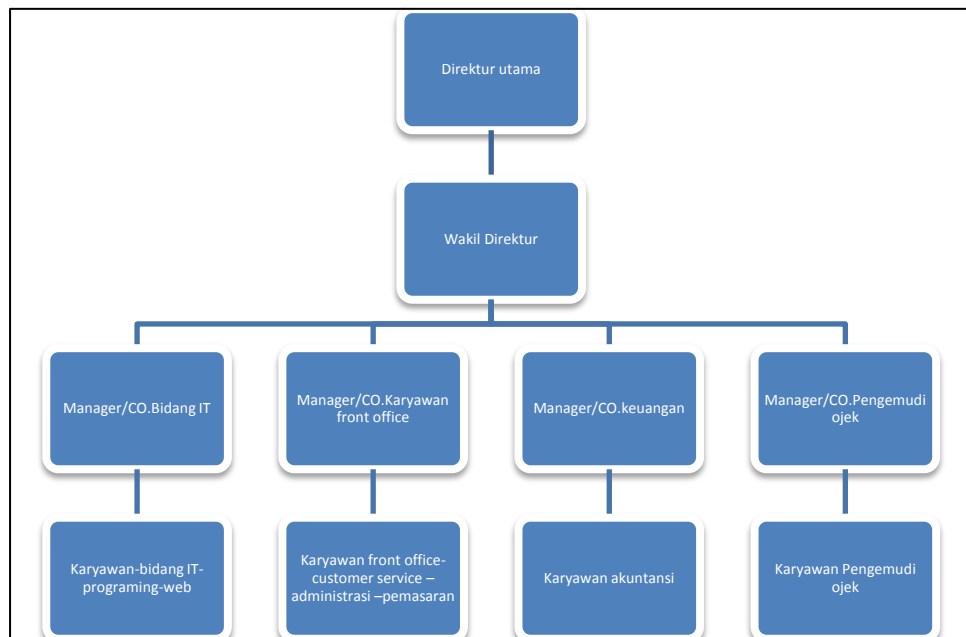 Direktur utama
Wakil Direktur
Manager/CO.Bidang IT
Manager/CO.Karyawan
front office
Manager/CO.keuangan
Manager/CO.Pengemudi
ojek
Karyawan-bidang IT-
programing-web
Karyawan front office-
customer service –
administrasi –pemasaran
Karyawan akuntansi
Karyawan Pengemudi
ojek